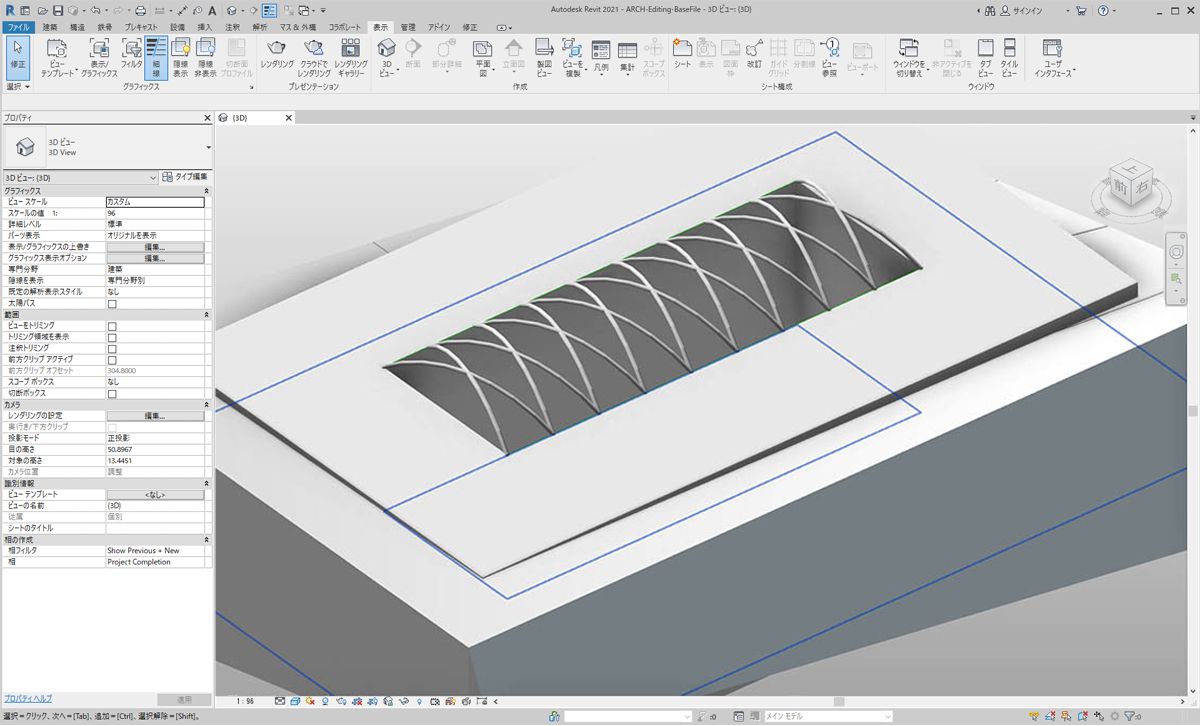 Autodesk Revit 2021 - ARCH-Editing-BaseFile - 3D ビュー: {3D}
サインイン
ファイル 建築 構造 鉄骨 プレキャスト 設備 挿入 注釈 解析 マス & 外構 コラボレート 表示 管理 アドイン 修正
修正
ビュー テンプレート
表示/ グラフィックス
フィルタ
細線
隠線 表示
隠線 非表示
切断面 プロファイル
レンダリング
クラウドで レンダリング
レンダリング ギャラリー
3D ビュー
断面
部分詳細
平面図
立面図
製図 ビュー
ビューを 複製
凡例
集計
スコープ ボックス
シート
表示
図面枠
改訂
ガイド グリッド
分割線
ビュー 参照
ビューポート
ウィンドウを 切り替え
非アクティブを 閉じる
タブ ビュー
タイル ビュー
ユーザ インタフェース
選択 グラフィックス プレゼンテーション 作成 シート構成 ウィンドウ
プロパティ
{3D}
3D ビュー
3D View
3D ビュー: {3D} タイプ編集
グラフィックス
ビュー スケール カスタム
スケールの値 1: 96
詳細レベル 標準
パーツ表示 オリジナルを表示
表示/グラフィックスの上書き 編集...
グラフィックス表示オプション 編集...
専門分野 建築
隠線を表示 専門分野別
既定の解析表示スタイル なし
太陽パス
範囲
ビューをトリミング
トリミング領域を表示
注釈トリミング
前方クリップ アクティブ
前方クリップ オフセット 304.8000
スコープ ボックス なし
切断ボックス
カメラ
レンダリングの設定 編集...
奥行き/下方クリップ
投影モード 正投影
目の高さ 50.8967
対象の高さ 13.4451
カメラ位置 調整
識別情報
ビュー テンプレート <なし>
ビューの名前 {3D}
従属 個別
シートのタイトル
相の作成
相フィルタ Show Previous + New
相 Project Completion
上
前 右
プロパティ ヘルプ 適用
1 : 96
選択 = クリック、次へ = [Tab]、追加 = [Ctrl]、選択解除 = [Shift]。
:0
メイン モデル
:0